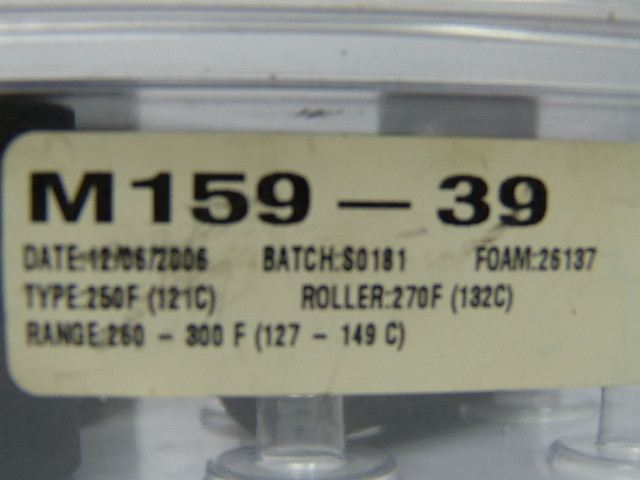 M159 – 39
DATE:12/06/2006 BATCH:S0181 FOAM:26137
TYPE:250F (121C) ROLLER:270F (132C)
RANGE:260 – 300 F (127 – 149 C)